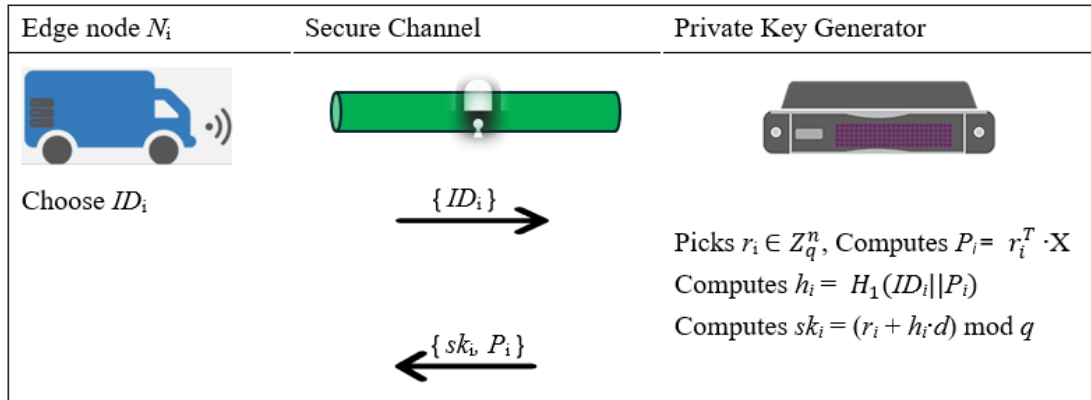 Edge node Nᵢ
Secure Channel
Private Key Generator
Choose IDᵢ
{ IDᵢ}
Picks rᵢ ∈ Z_q^n, Computes Pᵢ = r_i^T ·X
Computes hᵢ = H₁(IDᵢ||Pᵢ)
Computes skᵢ = (rᵢ + hᵢ·d) mod q
{ skᵢ, Pᵢ}